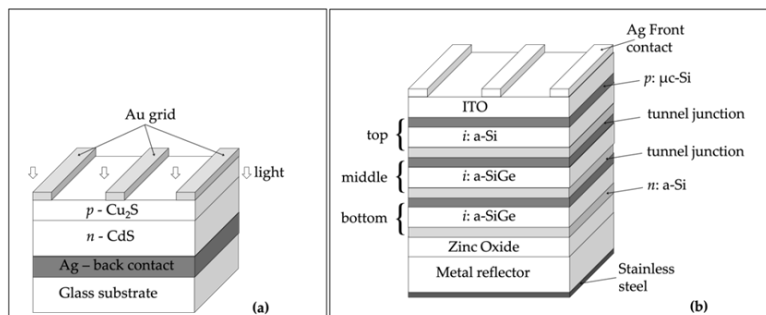 Au grid
light
p - Cu₂S
n - CdS
Ag – back contact
Glass substrate
(a)
Ag Front
contact
p: μc-Si
ITO
tunnel junction
top
i: a-Si
tunnel junction
middle
i: a-SiGe
n: a-Si
bottom
i: a-SiGe
Zinc Oxide
Metal reflector
Stainless
steel
(b)